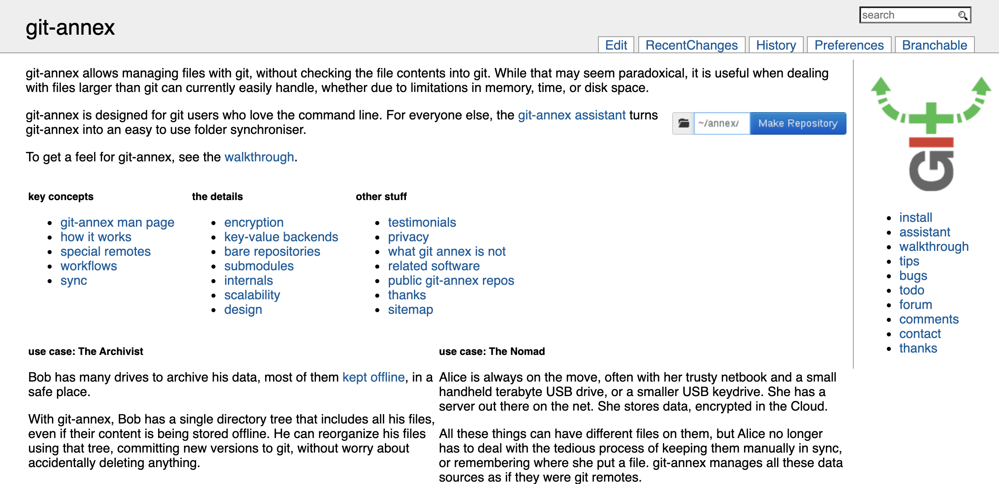 git-annex
search
Edit
RecentChanges
History
Preferences
Branchable
git-annex allows managing files with git, without checking the file contents into git. While that may seem paradoxical, it is useful when dealing
with files larger than git can currently easily handle, whether due to limitations in memory, time, or disk space.
git-annex is designed for git users who love the command line. For everyone else, the git-annex assistant turns
git-annex into an easy to use folder synchroniser.
~/annex/
Make Repository
To get a feel for git-annex, see the walkthrough.
key concepts
git-annex man page
how it works
special remotes
workflows
sync
the details
encryption
key-value backends
bare repositories
submodules
internals
scalability
design
other stuff
testimonials
privacy
what git annex is not
related software
public git-annex repos
thanks
sitemap
use case: The Archivist
Bob has many drives to archive his data, most of them kept offline, in a
safe place.
With git-annex, Bob has a single directory tree that includes all his files,
even if their content is being stored offline. He can reorganize his files
using that tree, committing new versions to git, without worry about
accidentally deleting anything.
use case: The Nomad
Alice is always on the move, often with her trusty netbook and a small
handheld terabyte USB drive, or a smaller USB keydrive. She has a
server out there on the net. She stores data, encrypted in the Cloud.
All these things can have different files on them, but Alice no longer
has to deal with the tedious process of keeping them manually in sync,
or remembering where she put a file. git-annex manages all these data
sources as if they were git remotes.
GIT
install
assistant
walkthrough
tips
bugs
todo
forum
comments
contact
thanks